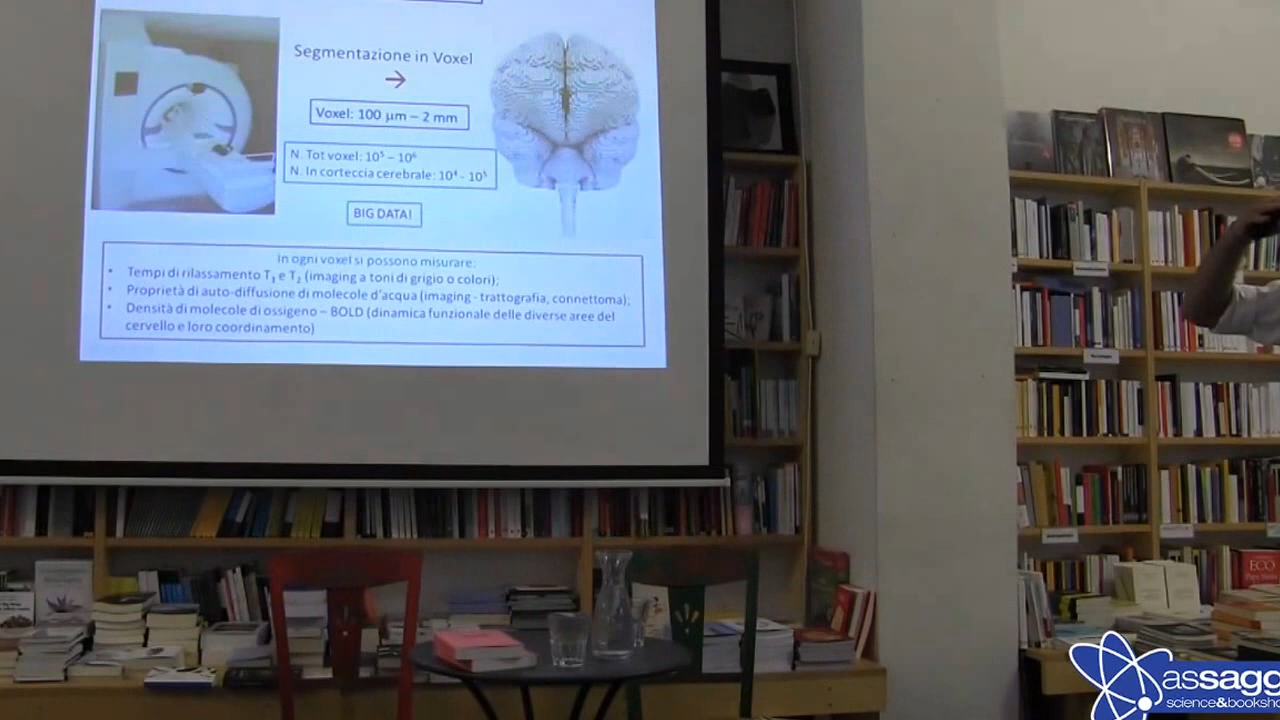 Segmentazione in Voxel
Voxel: 100 µm – 2 mm
N. Tot voxel: 10⁵ – 10⁶
N. In corteccia cerebrale: 10⁴ - 10⁵
BIG DATA!
In ogni voxel si possono misurare:
• Tempi di rilassamento T₁ e T₂ (imaging a toni di grigio o colori);
• Proprietà di auto-diffusione di molecole d'acqua (imaging - trattografia, connettoma);
• Densità di molecole di ossigeno – BOLD (dinamica funzionale delle diverse aree del
cervello e loro coordinamento)
ECO
assagg
science&booksho